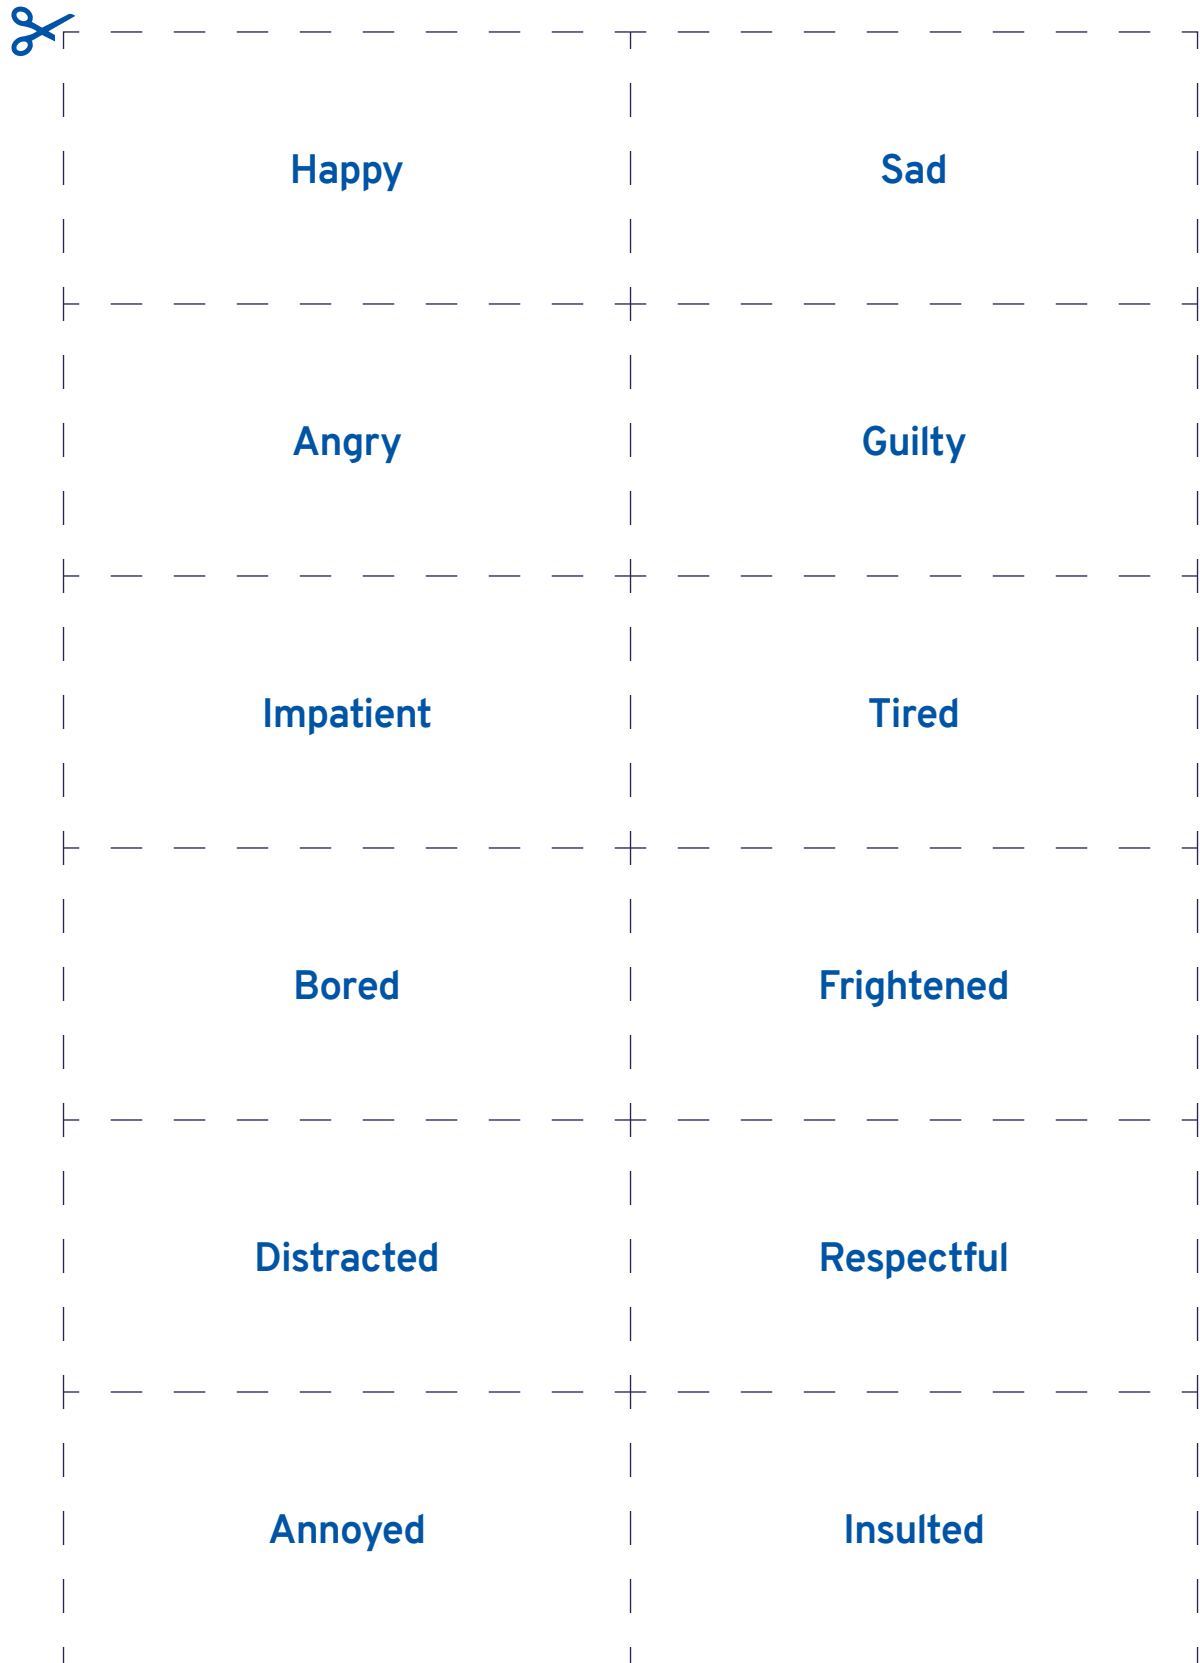 Happy
Sad
Angry
Guilty
Impatient
Tired
Bored
Frightened
Distracted
Respectful
Annoyed
Insulted